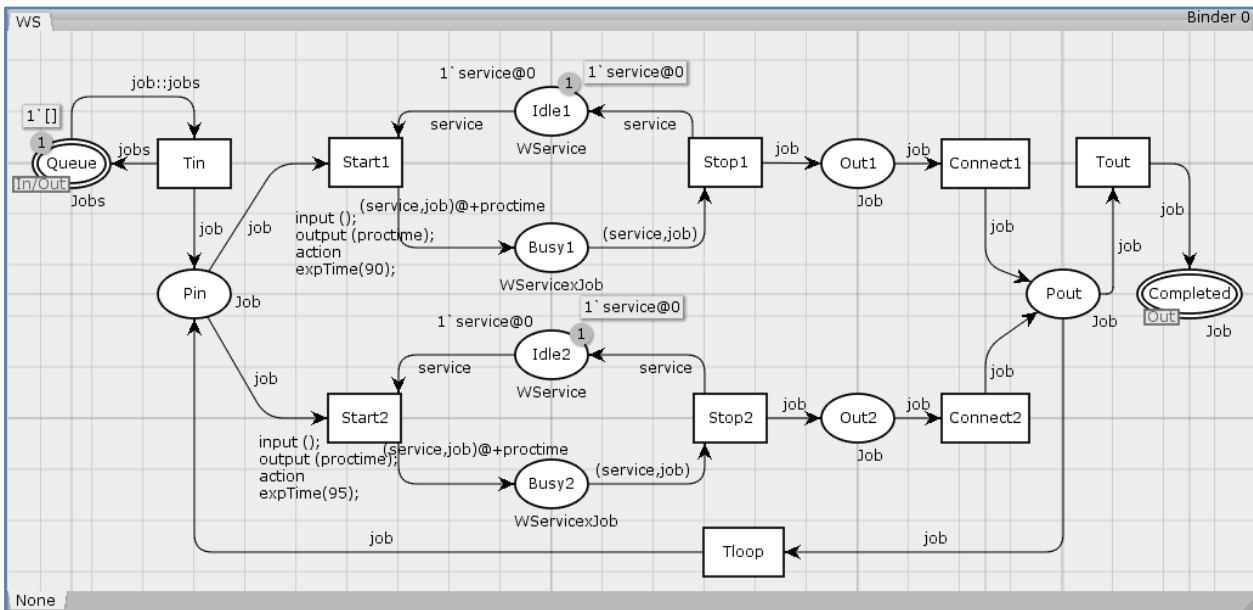 WS
Binder 0
job::jobs
1`service@0
1`service@0
1
1`[]
1
Idle1
service
service
WService
Queue
jobs
Tin
Start1
Stop1
job
Out1
job
Connect1
Tout
In/Out
Jobs
Job
(service,job)@+proctime
input ();
output (proctime);
action
expTime(90);
job
job
Busy1
(service,job)
WServicexJob
job
job
Pin
Job
Pout
Job
Completed
Out
Job
1`service@0
1`service@0
1
Idle2
service
service
WService
job
job
Start2
Stop2
job
Out2
job
Connect2
Job
input ();
output (proctime);
action
expTime(95);
(service,job)@+proctime
Busy2
(service,job)
WServicexJob
job
Tloop
job
None